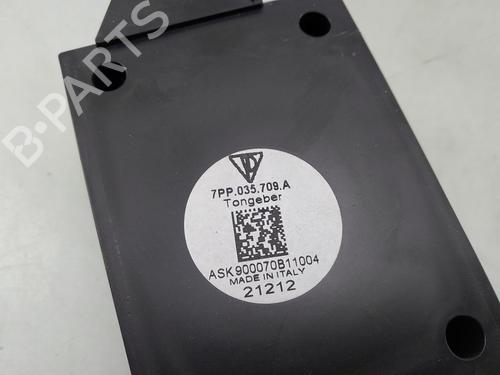 B-PARTS
7PP.035.709.A
Tongeber
ASK900070B11004
MADE IN ITALY
21212